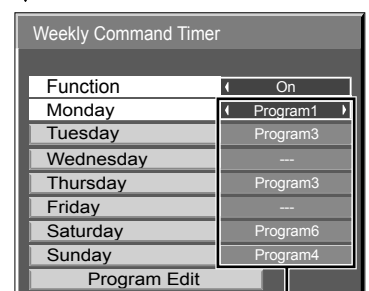 Weekly Command Timer
Function On
Monday Program1
Tuesday Program3
Wednesday ---
Thursday Program3
Friday ---
Saturday Program6
Sunday Program4
Program Edit